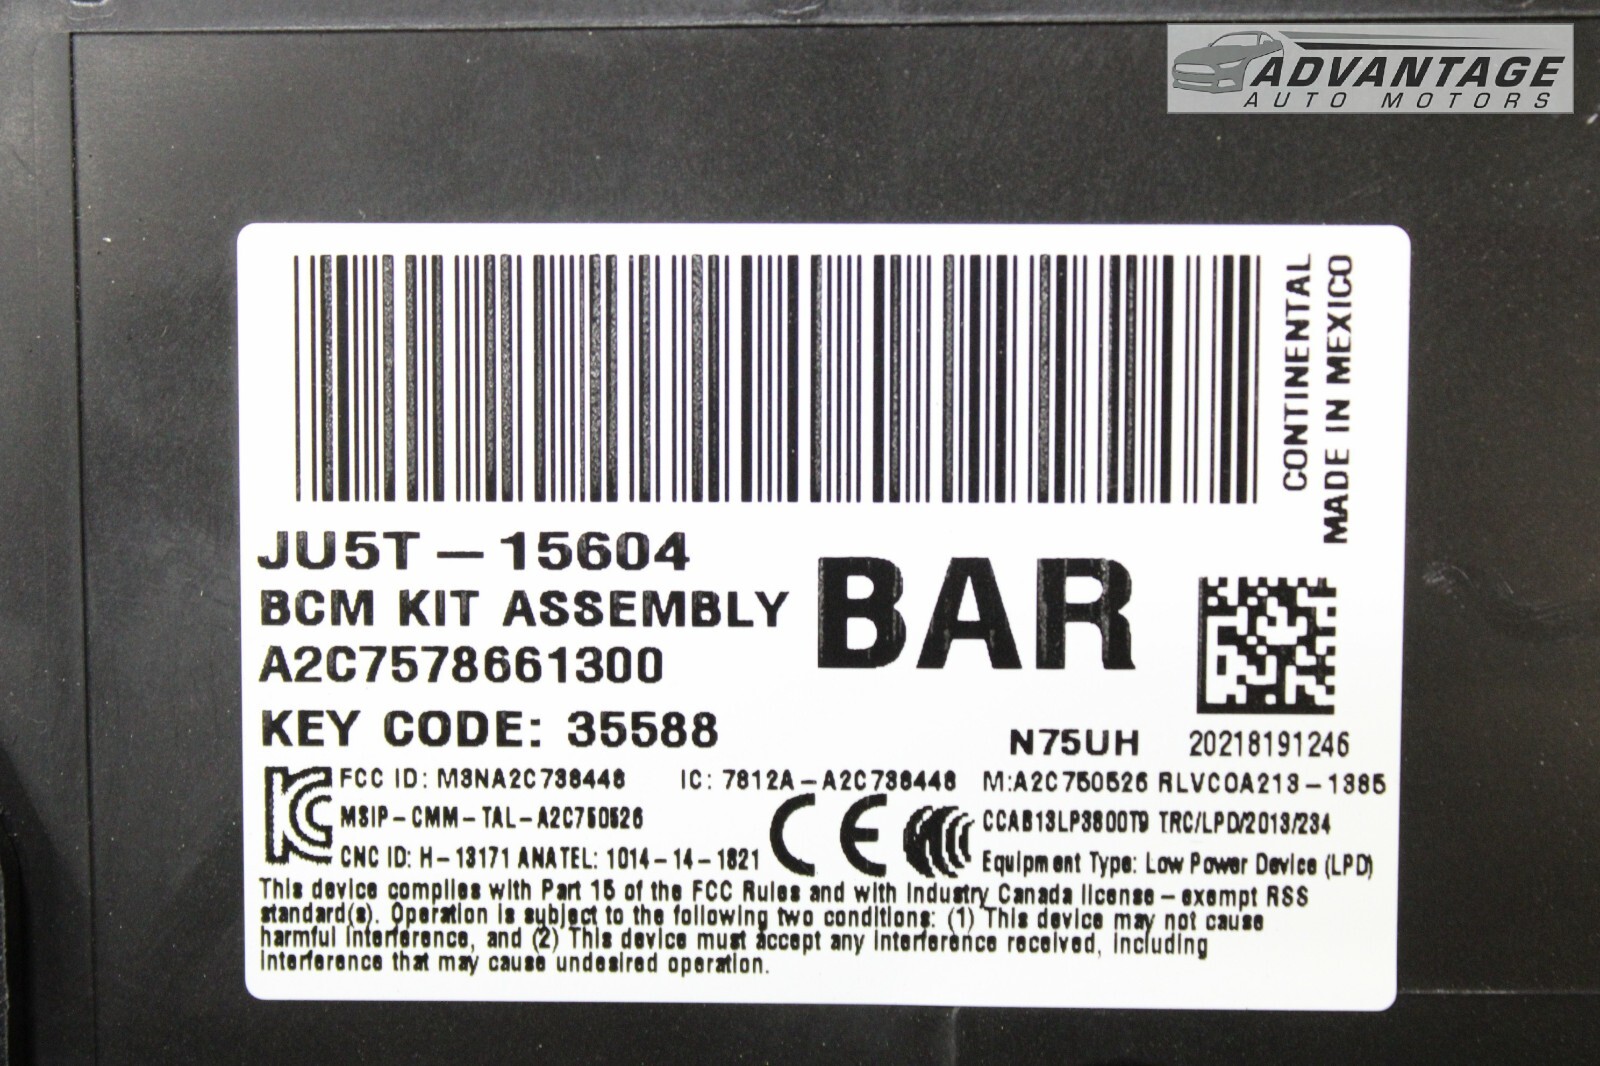 ADVANTAGE
AUTO MOTORS
CONTINENTAL
MADE IN MEXICO
JU5T-15604
BAR
BCM KIT ASSEMBLY
A2C7578661300
KEY CODE: 35588
N75UH 20218191246
FCC ID: M3NA2C738448 IC: 7812A-A2C738448 M:A2C750526 RLVCOA213-1385
MSIP-CMM-TAL-A2C750526
CCAB13LP3800T9 TRC/LPD/2013/234
CNC ID: H-13171 ANATEL: 1014-14-1821
CE
Equipment Type: Low Power Device (LPD)
This device complies with Part 15 of the FCC Rules and with Industry Canada license-exempt RSS
standard(s). Operation is subject to the following two conditions: (1) This device may not cause
harmful interference, and (2) This device must accept any interference received, including
interference that may cause undesired operation.